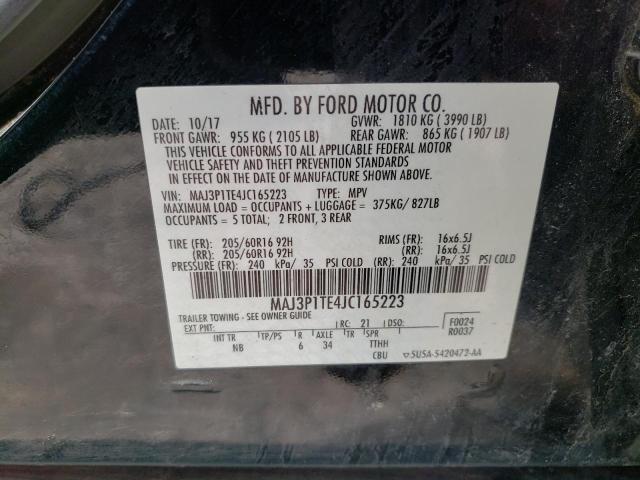 MFD. BY FORD MOTOR CO.
DATE: 10/17 GVWR: 1810 KG ( 3990 LB)
FRONT GAWR: 955 KG ( 2105 LB) REAR GAWR: 865 KG ( 1907 LB)
THIS VEHICLE CONFORMS TO ALL APPLICABLE FEDERAL MOTOR
VEHICLE SAFETY AND THEFT PREVENTION STANDARDS
IN EFFECT ON THE DATE OF MANUFACTURE SHOWN ABOVE.
VIN: MAJ3P1TE4JC165223 TYPE: MPV
MAXIMUM LOAD = OCCUPANTS + LUGGAGE = 375KG/ 827LB
OCCUPANTS = 5 TOTAL; 2 FRONT, 3 REAR
TIRE (FR): 205/60R16 92H RIMS (FR): 16x6.5J
(RR): 205/60R16 92H (RR): 16x6.5J
PRESSURE (FR): 240 kPa/ 35 PSI COLD (RR): 240 kPa/ 35 PSI COLD
MAJ3P1TE4JC165223
TRAILER TOWING - SEE OWNER GUIDE
EXT PNT: RC: 21 DSO: F0024
R0037
INT TR TP/PS R AXLE TR SPR
NB 6 34 TTHH
CBU 5U5A-5420472-AA